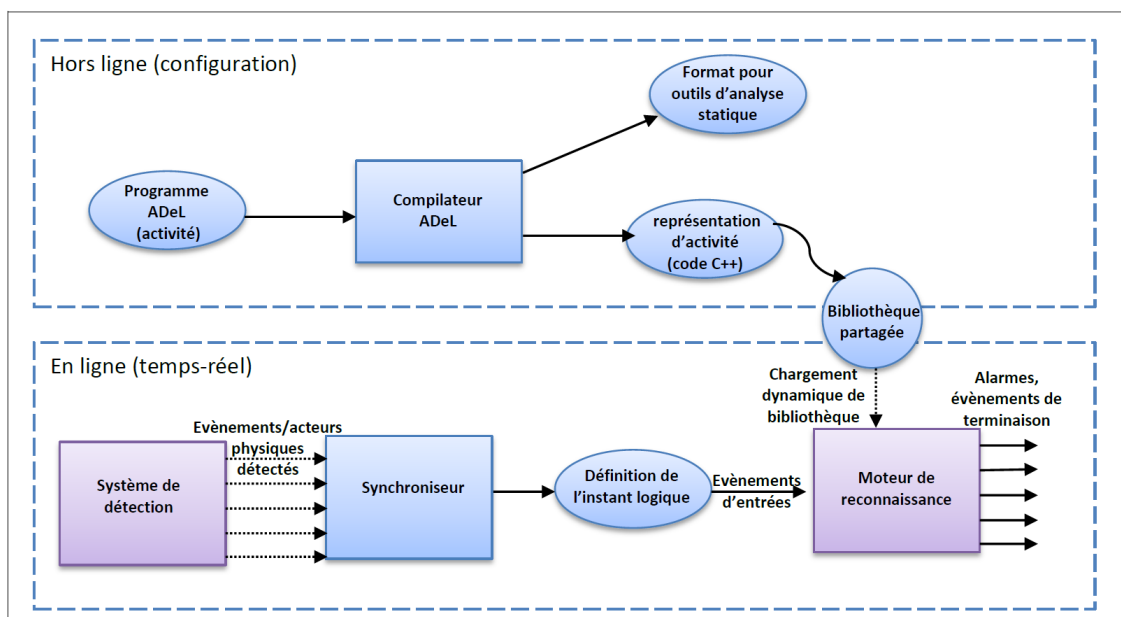 Hors ligne (configuration)
Format pour
outils d'analyse
statique
Programme
ADeL
(activité)
Compilateur
ADeL
représentation
d'activité
(code C++)
Bibliothèque
partagée
En ligne (temps-réel)
Chargement
dynamique de
bibliothèque
Alarmes,
évènements de
terminaison
Evènements/acteurs
physiques
détectés
Système de
détection
Synchroniseur
Définition de
l'instant logique
Evènements
d'entrées
Moteur de
reconnaissance